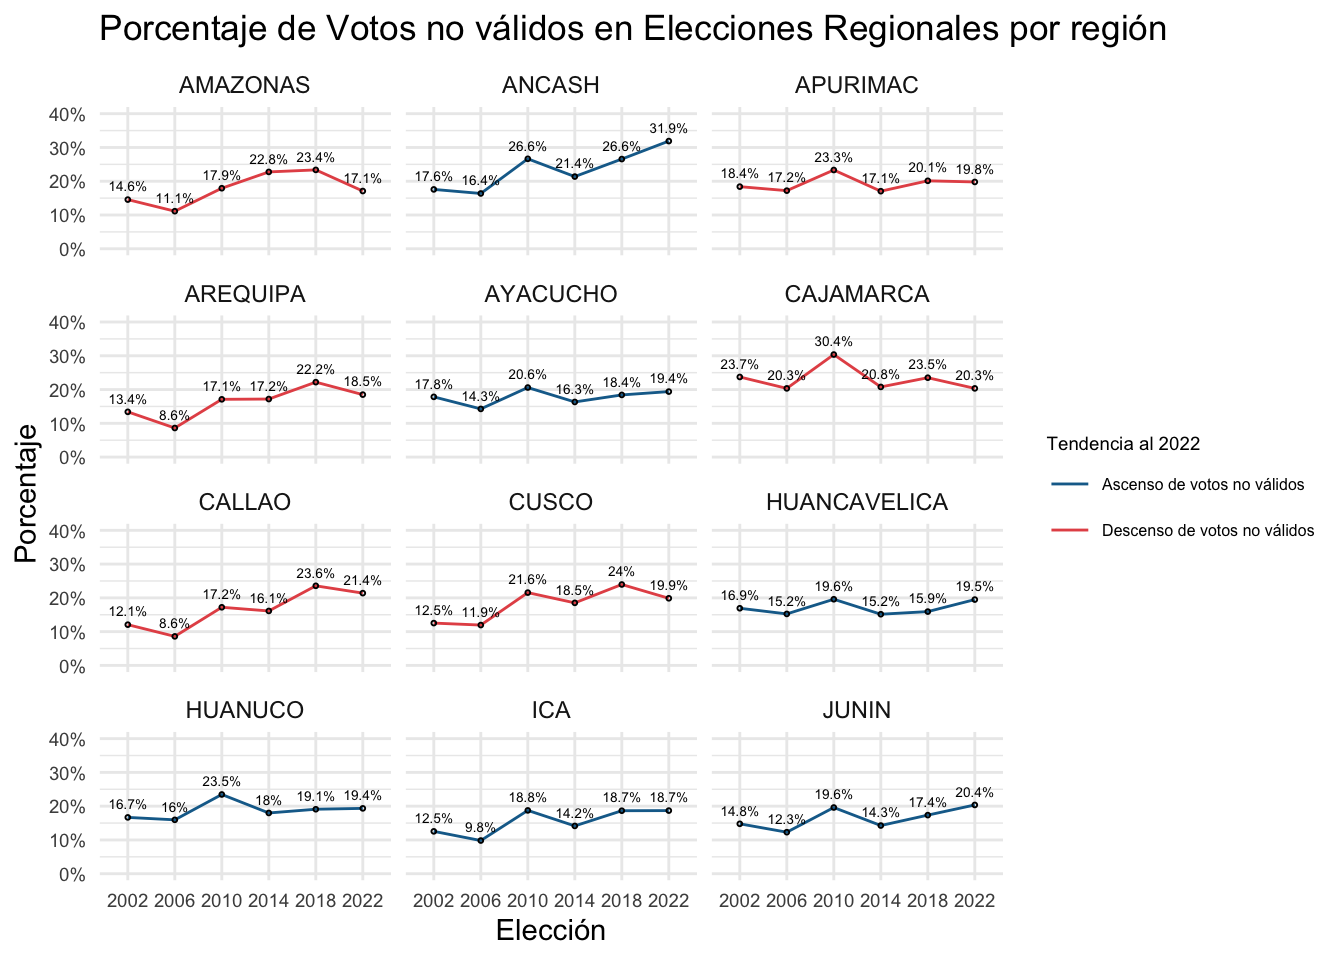 Porcentaje de Votos no válidos en Elecciones Regionales por región
AMAZONAS ANCASH APURIMAC
40%
30%
20%
10%
0%
14.6% 11.1% 17.9% 22.8% 23.4% 17.1%
17.6% 16.4% 26.6% 21.4% 26.6% 31.9%
18.4% 17.2% 23.3% 17.1% 20.1% 19.8%
AREQUIPA AYACUCHO CAJAMARCA
40%
30%
20%
10%
0%
13.4% 8.6% 17.1% 17.2% 22.2% 18.5%
17.8% 14.3% 20.6% 16.3% 18.4% 19.4%
23.7% 20.3% 30.4% 20.8% 23.5% 20.3%
CALLAO CUSCO HUANCAVELICA
40%
30%
20%
10%
0%
12.1% 8.6% 17.2% 16.1% 23.6% 21.4%
12.5% 11.9% 21.6% 18.5% 24% 19.9%
16.9% 15.2% 19.6% 15.2% 15.9% 19.5%
HUANUCO ICA JUNIN
40%
30%
20%
10%
0%
16.7% 16% 23.5% 18% 19.1% 19.4%
12.5% 9.8% 18.8% 14.2% 18.7% 18.7%
14.8% 12.3% 19.6% 14.3% 17.4% 20.4%
2002 2006 2010 2014 2018 2022 2002 2006 2010 2014 2018 2022 2002 2006 2010 2014 2018 2022
Elección
Porcentaje
Tendencia al 2022
Ascenso de votos no válidos
Descenso de votos no válidos